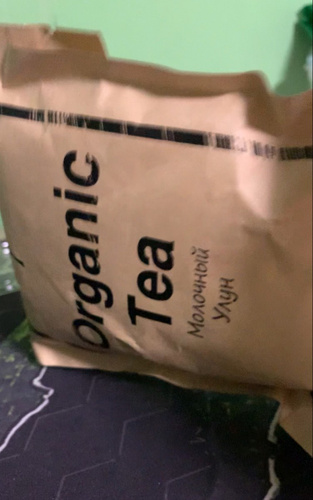 Organic
Tea
Молочный
Улун